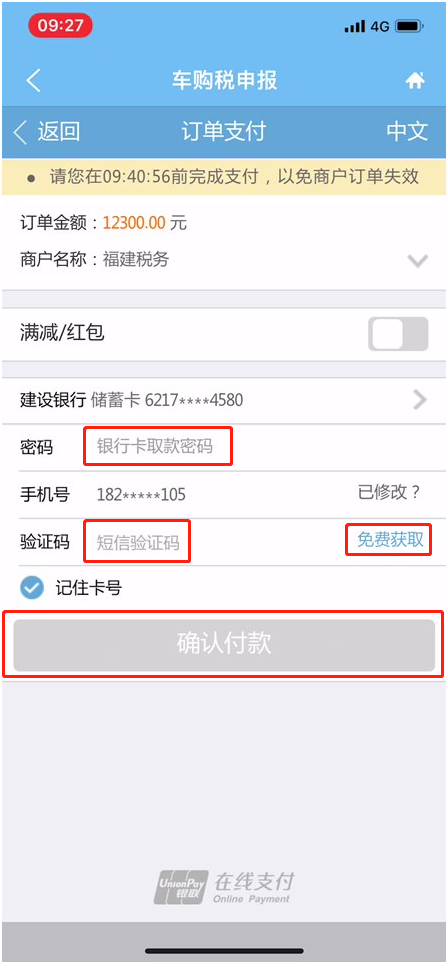 09:27
4G
车购税申报
返回 订单支付 中文
● 请您在09:40:56前完成支付，以免商户订单失效
订单金额：12300.00 元
商户名称：福建税务
满减/红包
建设银行 储蓄卡 6217****4580
密码 银行卡取款密码
手机号 182*****105 已修改？
验证码 短信验证码 免费获取
记住卡号
确认付款
UnionPay 银联 在线支付
Online Payment